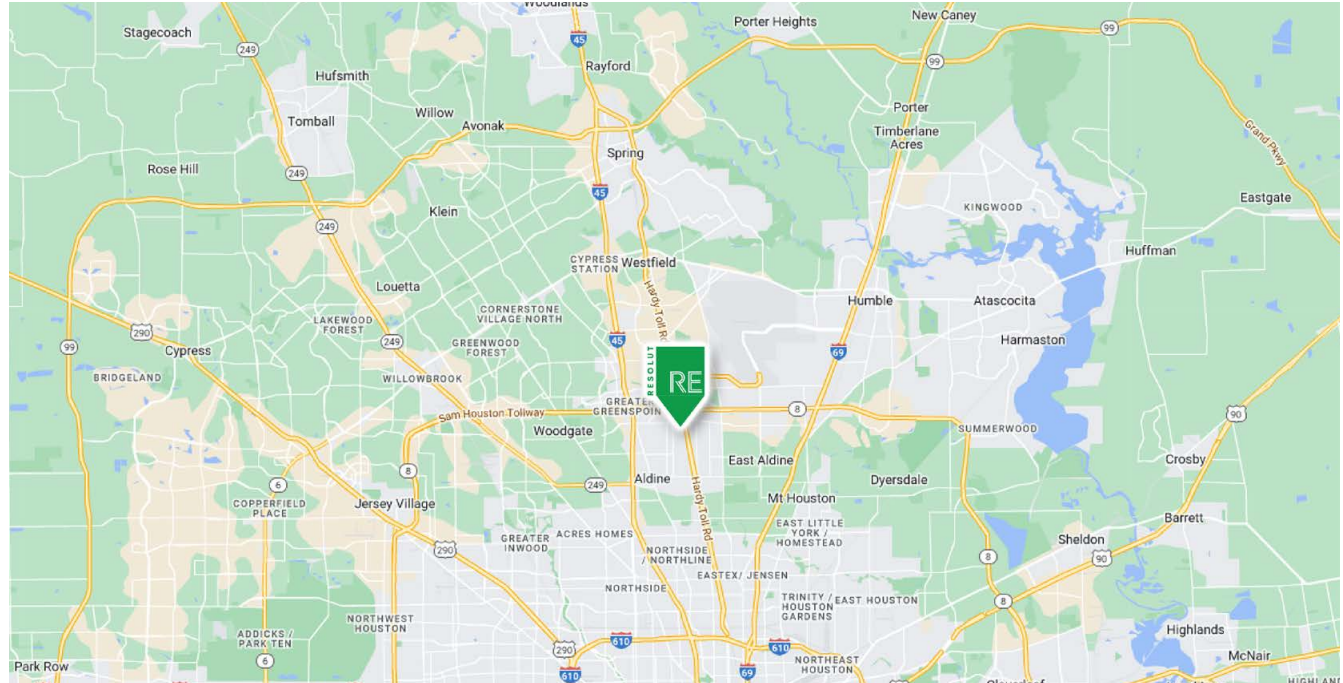 Woodlands
Porter Heights
New Caney
Stagecoach
99
45
249
Rayford
99
Hufsmith
Porter
Willow
Tomball
Avonak
Timberlane
Acres
Grand Pkwy
Spring
Rose Hill
249
45
Eastgate
Klein
KINGWOOD
249
Huffman
CYPRESS
STATION
Westfield
Louetta
Hardy Toll Rd
Humble
Atascocita
CORNERSTONE
VILLAGE NORTH
LAKEWOOD
FOREST
290
99
249
45
GREENWOOD
FOREST
Harmaston
Cypress
69
BRIDGELAND
WILLOWBROOK
RESOLUT
RE
GREATER
GREENSPOINT
8
90
Sam Houston Tollway
Woodgate
SUMMERWOOD
East Aldine
Crosby
8
249
Aldine
Dyersdale
6
COPPERFIELD
PLACE
Jersey Village
Hardy Toll Rd
Mt Houston
Barrett
EAST LITTLE
YORK /
HOMESTEAD
GREATER
INWOOD
ACRES HOMES
Sheldon
290
NORTHSIDE
/ NORTHLINE
8
90
EASTEX/ JENSEN
NORTHSIDE
TRINITY /
HOUSTON
GARDENS
EAST HOUSTON
8
NORTHWEST
HOUSTON
Highlands
ADDICKS /
PARK TEN
610
290
610
McNair
Park Row
6
610
69
NORTHEAST
HOUSTON
Cloverleaf